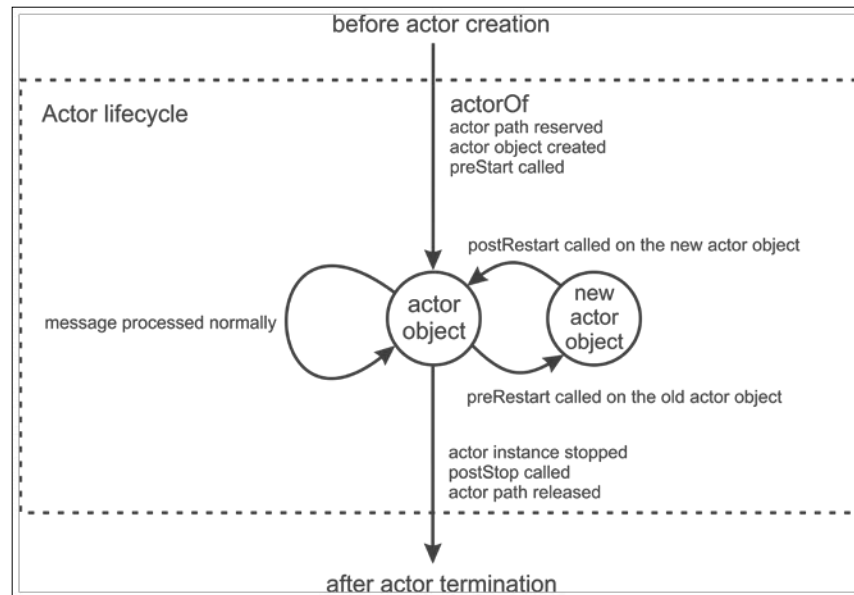 before actor creation
Actor lifecycle
actorOf
actor path reserved
actor object created
preStart called
postRestart called on the new actor object
actor
object
new
actor
object
message processed normally
preRestart called on the old actor object
actor instance stopped
postStop called
actor path released
after actor termination